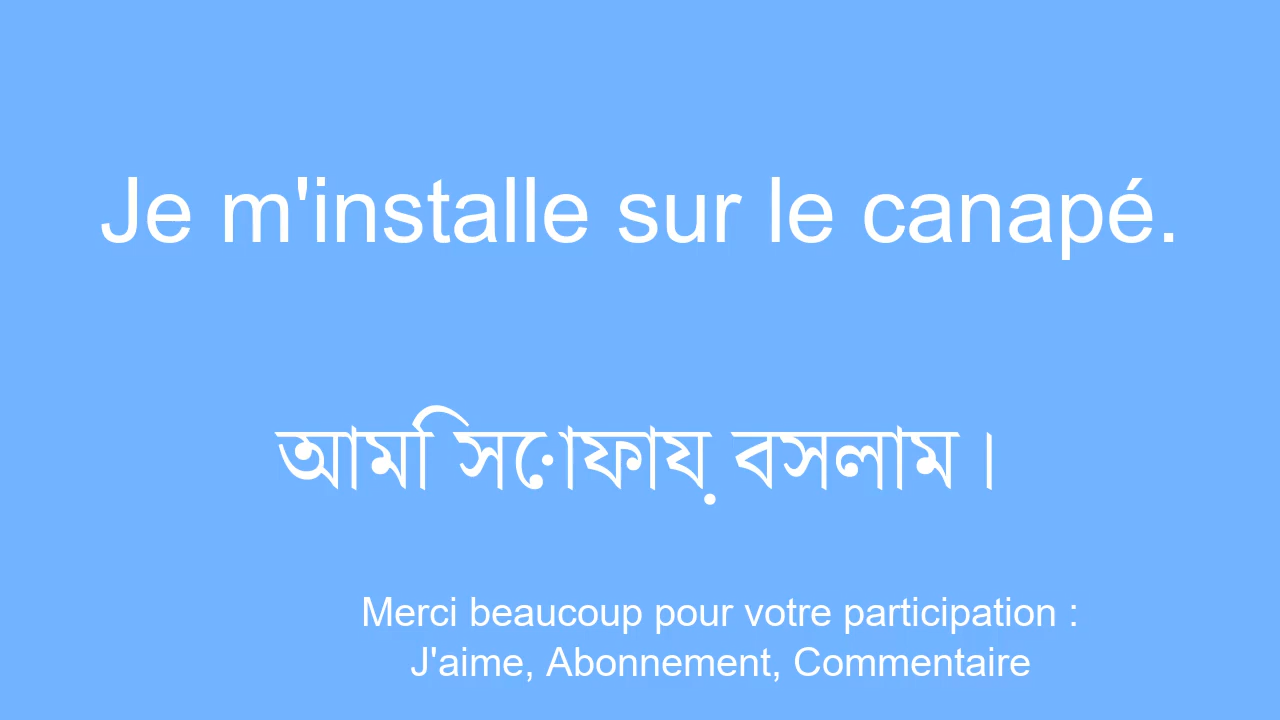 Je m'installe sur le canapé.
আমি সোফায় বসলাম।
Merci beaucoup pour votre participation :
J'aime, Abonnement, Commentaire